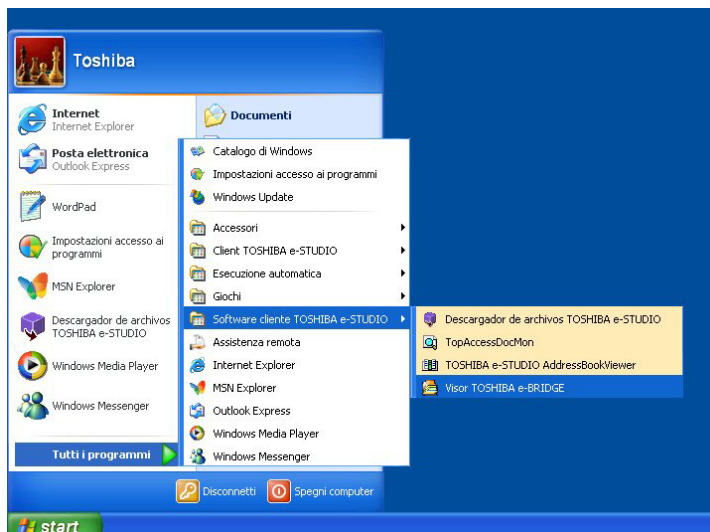 Toshiba
Internet
Internet Explorer
Posta elettronica
Outlook Express
WordPad
Impostazioni accesso ai
programmi
MSN Explorer
Descargador de archivos
TOSHIBA e-STUDIO
Windows Media Player
Windows Messenger
Tutti i programmi
Documenti
Catalogo di Windows
Impostazioni accesso ai programmi
Windows Update
Accessori
Client TOSHIBA e-STUDIO
Esecuzione automatica
Giochi
Software cliente TOSHIBA e-STUDIO
Assistenza remota
Internet Explorer
MSN Explorer
Outlook Express
Windows Media Player
Windows Messenger
Descargador de archivos TOSHIBA e-STUDIO
TopAccessDocMon
TOSHIBA e-STUDIO AddressBookViewer
Visor TOSHIBA e-BRIDGE
Disconnetti
Spegni computer
start